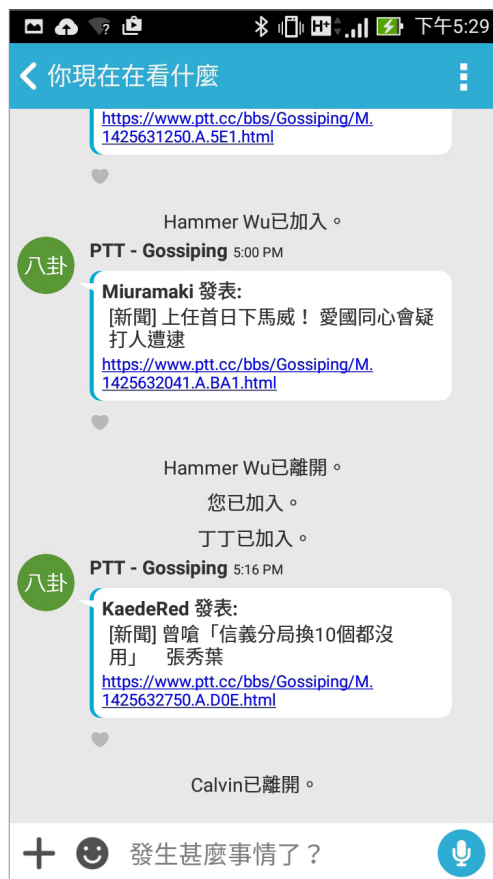 下午5:29
你現在在看什麼
https://www.ptt.cc/bbs/Gossiping/M.
1425631250.A.5E1.html
Hammer Wu已加入。
八卦
PTT - Gossiping 5:00 PM
Miuramaki 發表:
[新聞] 上任首日下馬威！ 愛國同心會疑
打人遭逮
https://www.ptt.cc/bbs/Gossiping/M.
1425632041.A.BA1.html
Hammer Wu已離開。
您已加入。
丁丁已加入。
八卦
PTT - Gossiping 5:16 PM
KaedeRed 發表:
[新聞] 曾嗆「信義分局換10個都沒
用」　張秀葉
https://www.ptt.cc/bbs/Gossiping/M.
1425632750.A.D0E.html
Calvin已離開。
發生甚麼事情了？